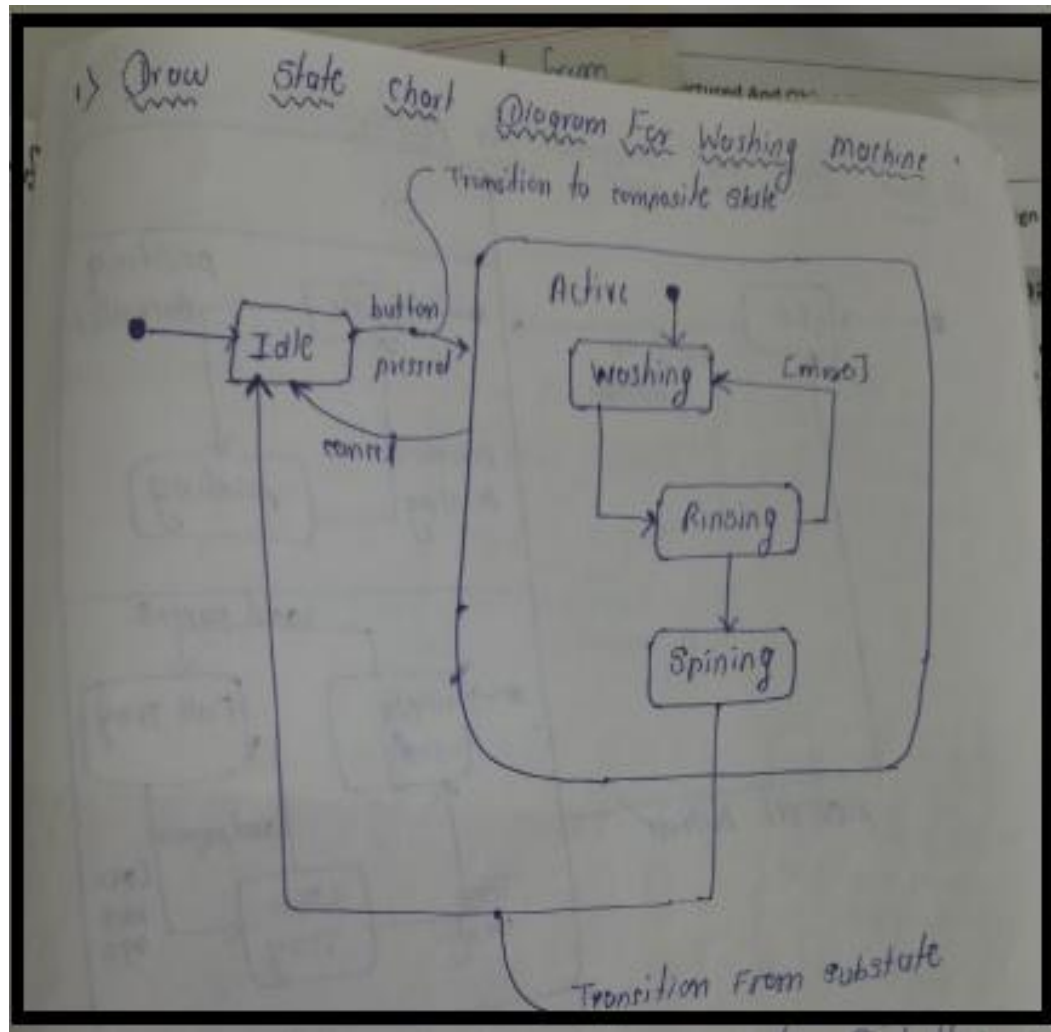 1) Draw State Chart Diagram For Washing machine.
Transition to composite state
button
pressed
Idle
cancel
Active
Washing
Rinsing
Spining
Transition From substate